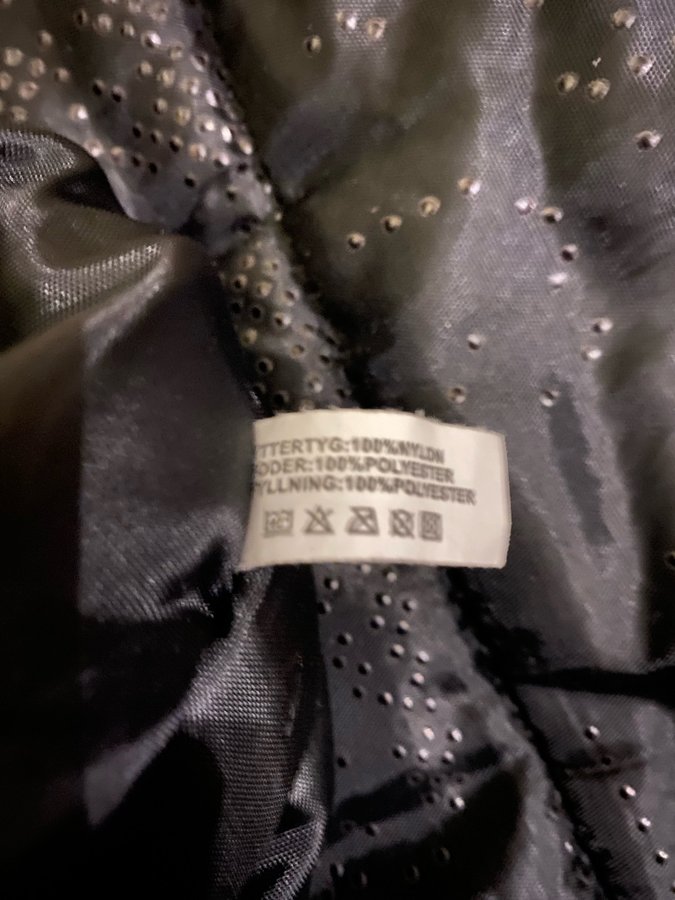 TTERTYG:100%NYLON
ODER:100%POLYESTER
YLLNING:100%POLYESTER